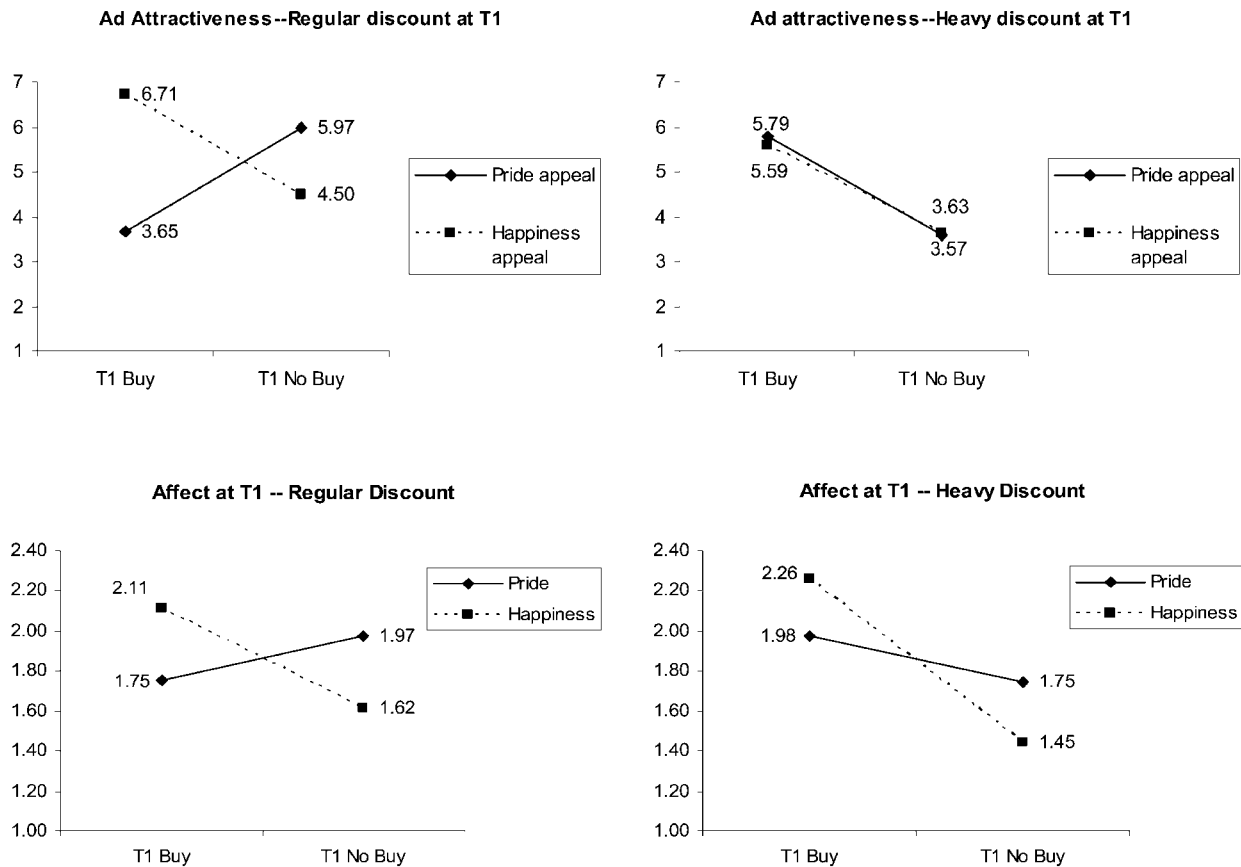 Ad Attractiveness--Regular discount at T1
7
6
5
4
3
2
1
6.71
5.97
4.50
3.65
T1 Buy
T1 No Buy
Pride appeal
Happiness
appeal
Ad attractiveness--Heavy discount at T1
7
6
5
4
3
2
1
5.79
5.59
3.63
3.57
T1 Buy
T1 No Buy
Pride appeal
Happiness
appeal
Affect at T1 -- Regular Discount
2.40
2.20
2.00
1.80
1.60
1.40
1.20
1.00
2.11
1.97
1.75
1.62
T1 Buy
T1 No Buy
Pride
Happiness
Affect at T1 -- Heavy Discount
2.40
2.20
2.00
1.80
1.60
1.40
1.20
1.00
2.26
1.98
1.75
1.45
T1 Buy
T1 No Buy
Pride
Happiness